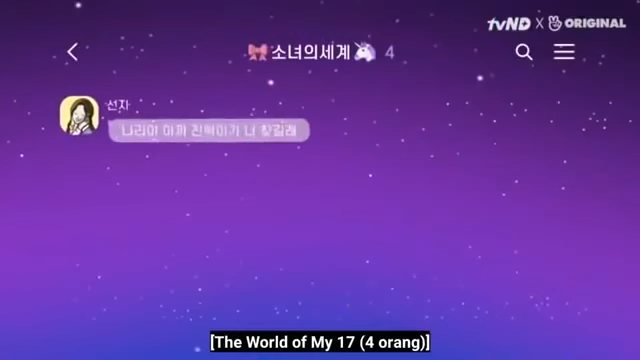 tvND X ORIGINAL
🎀소녀의세계🦄 4
선자
나리야 아까 진혁이가 너 찾길래
[The World of My 17 (4 orang)]